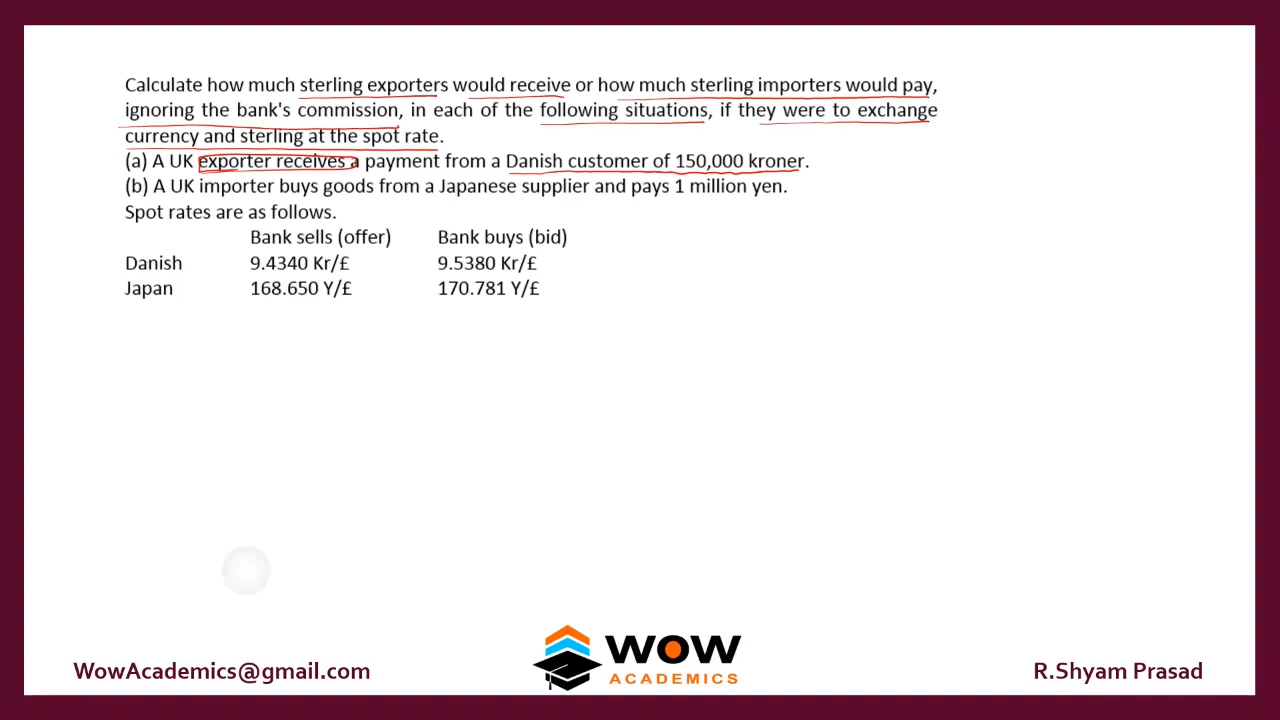 Calculate how much sterling exporters would receive or how much sterling importers would pay,
ignoring the bank's commission, in each of the following situations, if they were to exchange
currency and sterling at the spot rate.
(a) A UK exporter receives a payment from a Danish customer of 150,000 kroner.
(b) A UK importer buys goods from a Japanese supplier and pays 1 million yen.
Spot rates are as follows.
Bank sells (offer) Bank buys (bid)
Danish 9.4340 Kr/£ 9.5380 Kr/£
Japan 168.650 Y/£ 170.781 Y/£
WOW
ACADEMICS
WowAcademics@gmail.com
R.Shyam Prasad